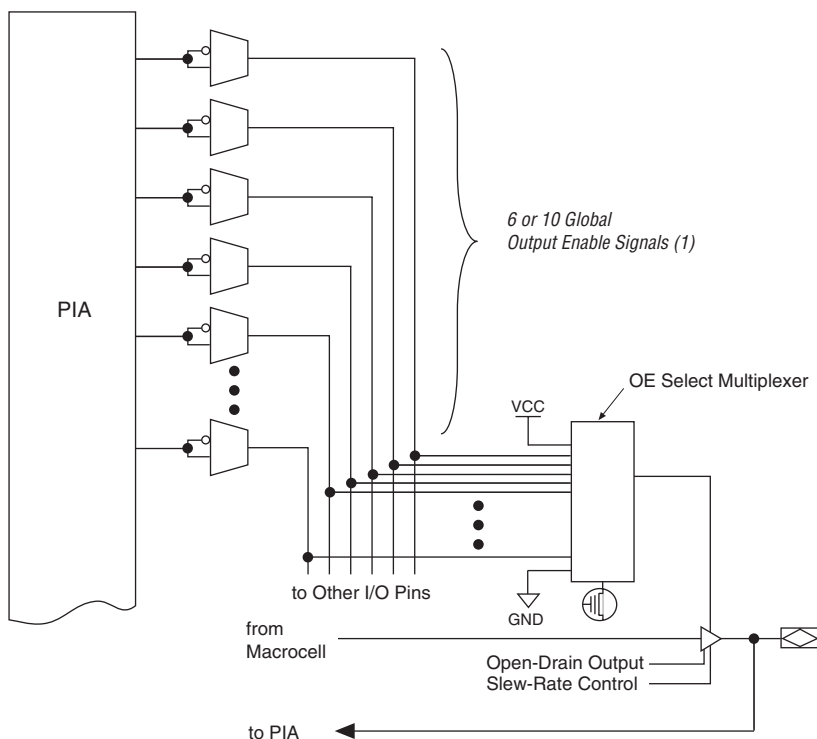 6 or 10 Global
Output Enable Signals (1)
PIA
OE Select Multiplexer
VCC
to Other I/O Pins
GND
from
Macrocell
Open-Drain Output
Slew-Rate Control
to PIA